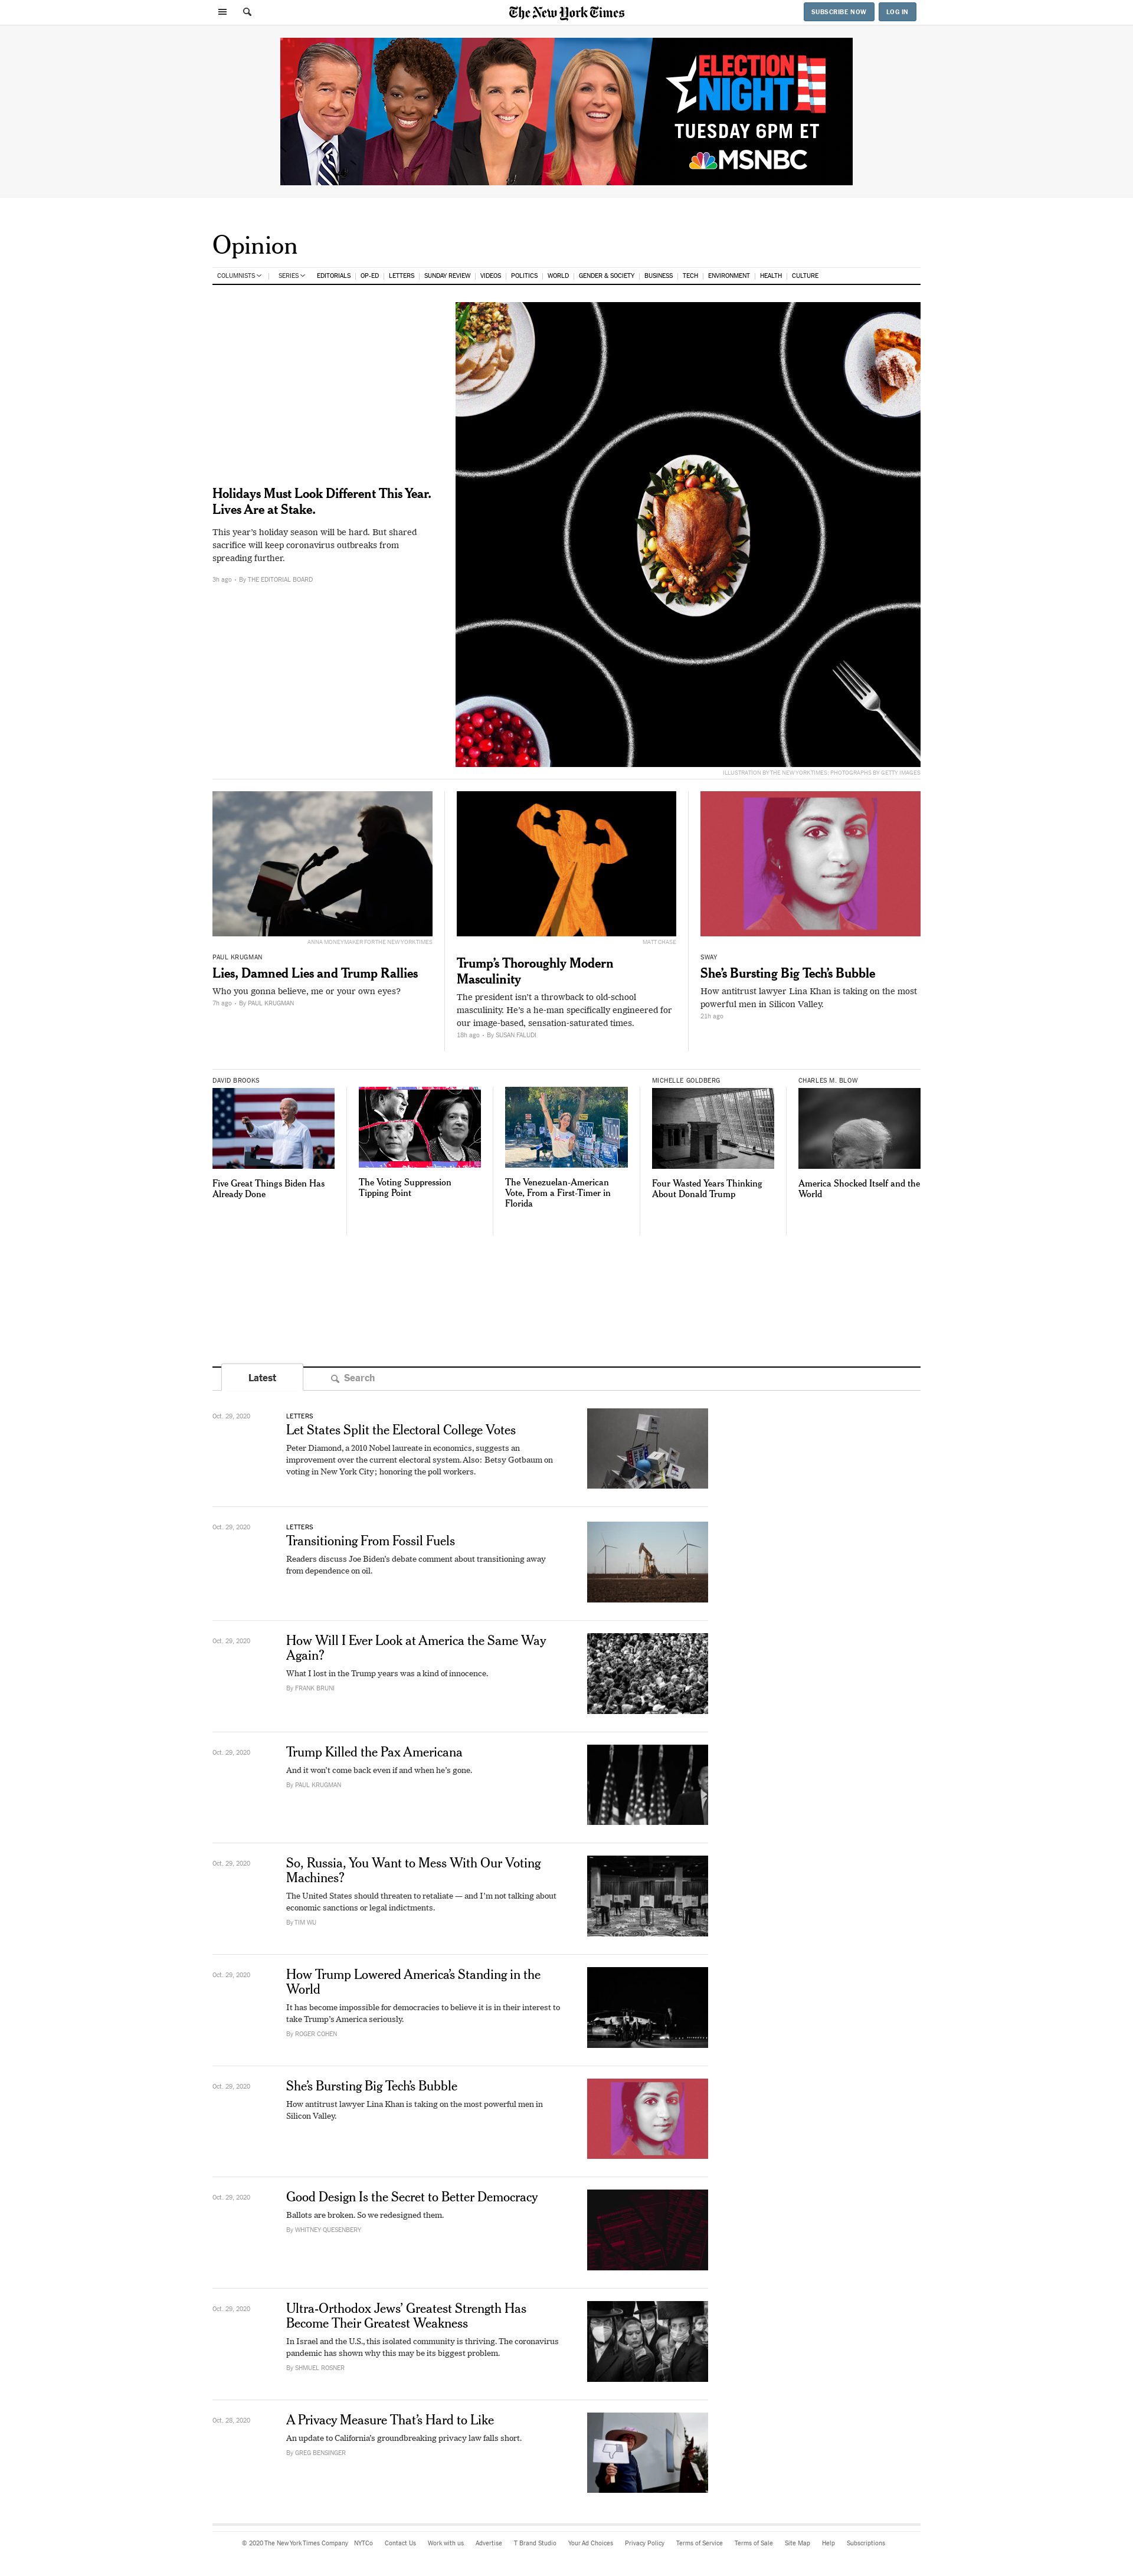 The New York Times
SUBSCRIBE NOW
LOG IN
ELECTION
NIGHT
TUESDAY 6PM ET
MSNBC
Opinion
COLUMNISTS
SERIES
EDITORIALS
OP-ED
LETTERS
SUNDAY REVIEW
VIDEOS
POLITICS
WORLD
GENDER & SOCIETY
BUSINESS
TECH
ENVIRONMENT
HEALTH
CULTURE
Holidays Must Look Different This Year.
Lives Are at Stake.
This year's holiday season will be hard. But shared
sacrifice will keep coronavirus outbreaks from
spreading further.
3h ago · By THE EDITORIAL BOARD
ILLUSTRATION BY THE NEW YORK TIMES; PHOTOGRAPHS BY GETTY IMAGES
ANNA MONEYMAKER FOR THE NEW YORK TIMES
PAUL KRUGMAN
Lies, Damned Lies and Trump Rallies
Who you gonna believe, me or your own eyes?
7h ago · By PAUL KRUGMAN
MATT CHASE
Trump's Thoroughly Modern
Masculinity
The president isn't a throwback to old-school
masculinity. He's a he-man specifically engineered for
our image-based, sensation-saturated times.
18h ago · By SUSAN FALUDI
SWAY
She's Bursting Big Tech's Bubble
How antitrust lawyer Lina Khan is taking on the most
powerful men in Silicon Valley.
21h ago
DAVID BROOKS
Five Great Things Biden Has
Already Done
The Voting Suppression
Tipping Point
The Venezuelan-American
Vote, From a First-Timer in
Florida
MICHELLE GOLDBERG
Four Wasted Years Thinking
About Donald Trump
CHARLES M. BLOW
America Shocked Itself and the
World
Latest
Search
Oct. 29, 2020
LETTERS
Let States Split the Electoral College Votes
Peter Diamond, a 2010 Nobel laureate in economics, suggests an
improvement over the current electoral system. Also: Betsy Gotbaum on
voting in New York City; honoring the poll workers.
Oct. 29, 2020
LETTERS
Transitioning From Fossil Fuels
Readers discuss Joe Biden's debate comment about transitioning away
from dependence on oil.
Oct. 29, 2020
How Will I Ever Look at America the Same Way
Again?
What I lost in the Trump years was a kind of innocence.
By FRANK BRUNI
Oct. 29, 2020
Trump Killed the Pax Americana
And it won't come back even if and when he's gone.
By PAUL KRUGMAN
Oct. 29, 2020
So, Russia, You Want to Mess With Our Voting
Machines?
The United States should threaten to retaliate — and I'm not talking about
economic sanctions or legal indictments.
By TIM WU
Oct. 29, 2020
How Trump Lowered America's Standing in the
World
It has become impossible for democracies to believe it is in their interest to
take Trump's America seriously.
By ROGER COHEN
Oct. 29, 2020
She's Bursting Big Tech's Bubble
How antitrust lawyer Lina Khan is taking on the most powerful men in
Silicon Valley.
Oct. 29, 2020
Good Design Is the Secret to Better Democracy
Ballots are broken. So we redesigned them.
By WHITNEY QUESENBERY
Oct. 29, 2020
Ultra-Orthodox Jews' Greatest Strength Has
Become Their Greatest Weakness
In Israel and the U.S., this isolated community is thriving. The coronavirus
pandemic has shown why this may be its biggest problem.
By SHMUEL ROSNER
Oct. 28, 2020
A Privacy Measure That's Hard to Like
An update to California's groundbreaking privacy law falls short.
By GREG BENSINGER
© 2020 The New York Times Company
NYTCo
Contact Us
Work with us
Advertise
T Brand Studio
Your Ad Choices
Privacy Policy
Terms of Service
Terms of Sale
Site Map
Help
Subscriptions